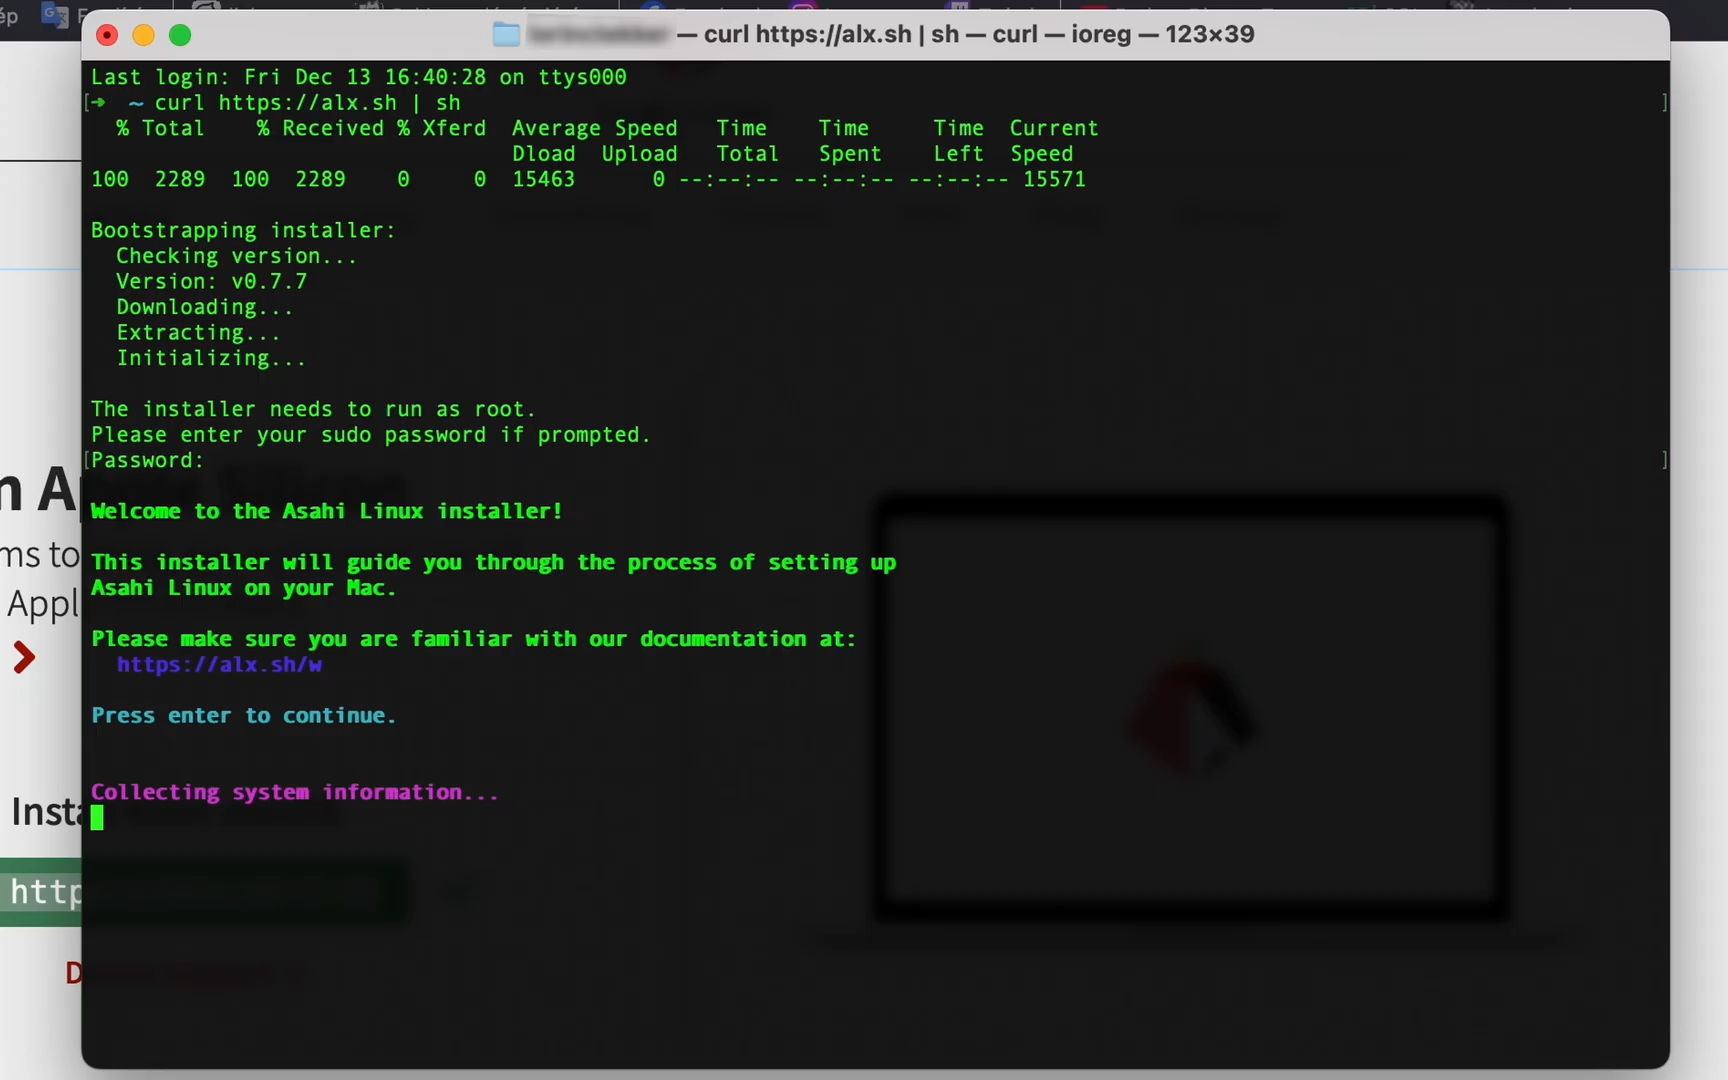 — curl https://alx.sh | sh — curl — ioreg — 123×39
Last login: Fri Dec 13 16:40:28 on ttys000
[➜  ~ curl https://alx.sh | sh ]
% Total % Received % Xferd Average Speed Time Time Time Current
Dload Upload Total Spent Left Speed
100 2289 100 2289 0 0 15463 0 --:--:-- --:--:-- --:--:-- 15571
Bootstrapping installer:
Checking version...
Version: v0.7.7
Downloading...
Extracting...
Initializing...
The installer needs to run as root.
Please enter your sudo password if prompted.
[Password: ]
Welcome to the Asahi Linux installer!
This installer will guide you through the process of setting up
Asahi Linux on your Mac.
Please make sure you are familiar with our documentation at:
https://alx.sh/w
Press enter to continue.
Collecting system information...